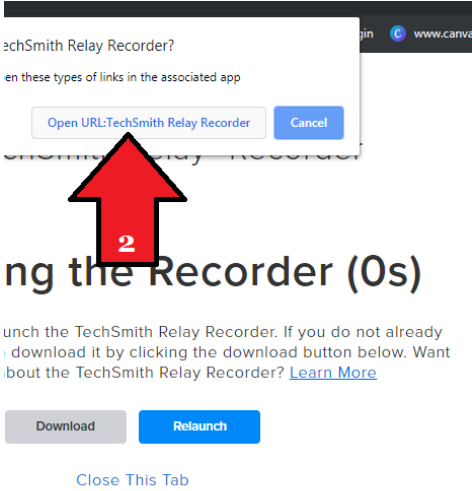 echSmith Relay Recorder?
gin C www.canva
en these types of links in the associated app
Open URL:TechSmith Relay Recorder Cancel
2
ng the Recorder (0s)
unch the TechSmith Relay Recorder. If you do not already
download it by clicking the download button below. Want
bout the TechSmith Relay Recorder? Learn More
Download Relaunch
Close This Tab